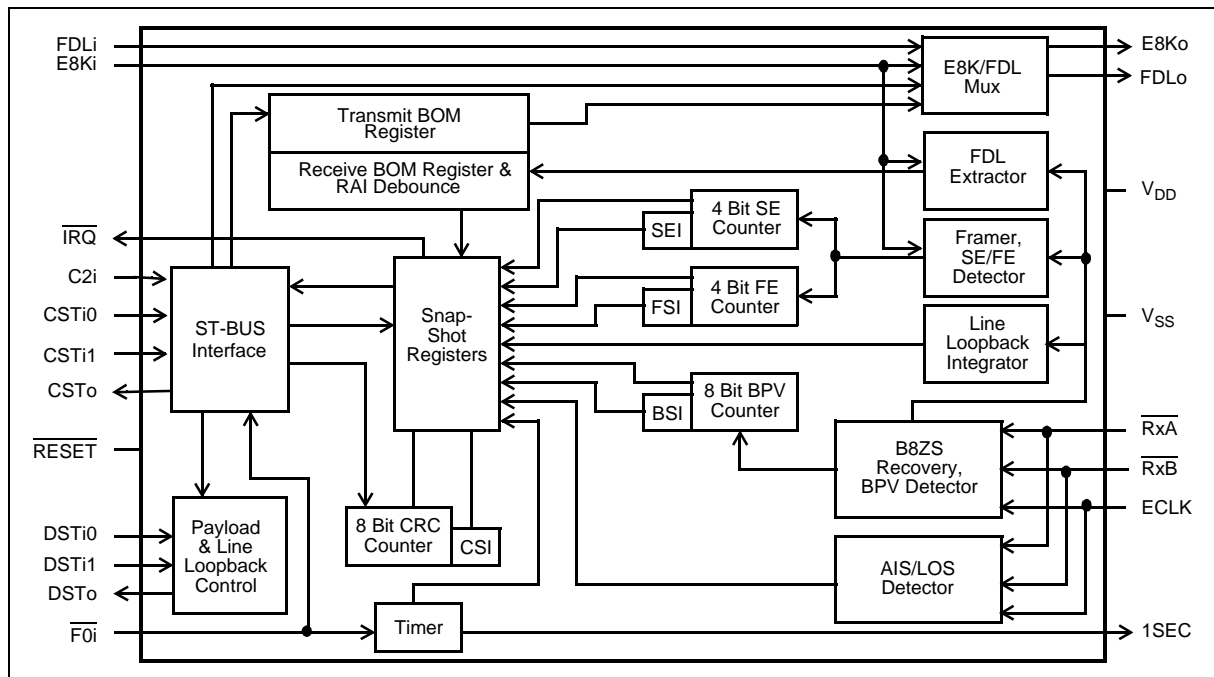 FDLi
E8Ki
E8K/FDL
Mux
E8Ko
FDLo
Transmit BOM
Register
Receive BOM Register &
RAI Debounce
FDL
Extractor
VDD
SEI
4 Bit SE
Counter
Framer,
SE/FE
Detector
IRQ
C2i
CSTi0
CSTi1
CSTo
ST-BUS
Interface
Snap-
Shot
Registers
FSI
4 Bit FE
Counter
Line
Loopback
Integrator
VSS
BSI
8 Bit BPV
Counter
B8ZS
Recovery,
BPV Detector
RxA
RxB
ECLK
RESET
DSTi0
DSTi1
DSTo
F0i
Payload
& Line
Loopback
Control
8 Bit CRC
Counter
CSI
AIS/LOS
Detector
Timer
1SEC